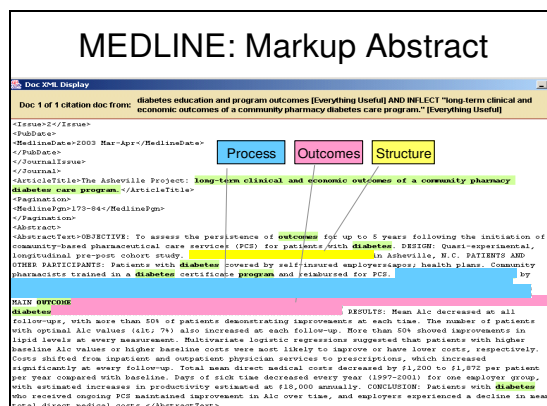 MEDLINE: Markup Abstract
Doc XML Display
Doc 1 of 1 citation doc from: diabetes education and program outcomes [Everything Useful] AND INFLECT "long-term clinical and
economic outcomes of a community pharmacy diabetes care program." [Everything Useful]
<Issue>2</Issue>
<PubDate>
<MedlineDate>2003 Mar-Apr</MedlineDate>
</PubDate>
</JournalIssue>
</Journal>
Process Outcomes Structure
<ArticleTitle>The Asheville Project: long-term clinical and economic outcomes of a community pharmacy
diabetes care program.</ArticleTitle>
<Pagination>
<MedlinePgn>173-84</MedlinePgn>
</Pagination>
<Abstract>
<AbstractText>OBJECTIVE: To assess the persistence of outcomes for up to 5 years following the initiation of
community-based pharmaceutical care services (PCS) for patients with diabetes. DESIGN: Quasi-experimental,
longitudinal pre-post cohort study. in Asheville, N.C. PATIENTS AND
OTHER PARTICIPANTS: Patients with diabetes covered by self-insured employers&apos; health plans. Community
pharmacists trained in a diabetes certificate program and reimbursed for PCS. by
MAIN OUTCOME
diabetes RESULTS: Mean A1c decreased at all
follow-ups, with more than 50% of patients demonstrating improvements at each time. The number of patients
with optimal A1c values (&lt; 7%) also increased at each follow-up. More than 50% showed improvements in
lipid levels at every measurement. Multivariate logistic regressions suggested that patients with higher
baseline A1c values or higher baseline costs were most likely to improve or have lower costs, respectively.
Costs shifted from inpatient and outpatient physician services to prescriptions, which increased
significantly at every follow-up. Total mean direct medical costs decreased by $1,200 to $1,872 per patient
per year compared with baseline. Days of sick time decreased every year (1997-2001) for one employer group,
with estimated increases in productivity estimated at $18,000 annually. CONCLUSION: Patients with diabetes
who received ongoing PCS maintained improvement in A1c over time, and employers experienced a decline in mean
total direct medical costs.</AbstractText>